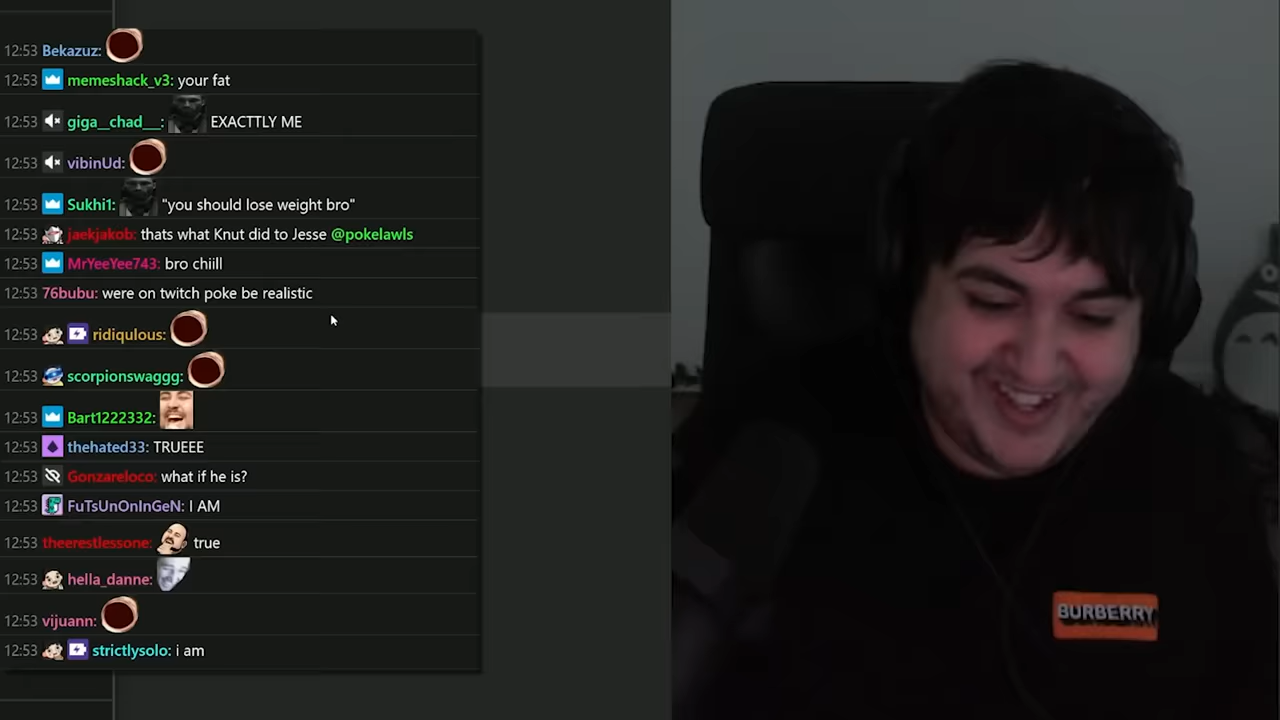 12:53 Bekazuz:
12:53 memeshack_v3: your fat
12:53 giga__chad___: EXACTTLY ME
12:53 vibinUd:
12:53 Sukhi1: "you should lose weight bro"
12:53 jaekjakob: thats what Knut did to Jesse @pokelawls
12:53 MrYeeYee743: bro chiill
12:53 76bubu: were on twitch poke be realistic
12:53 ridiqulous:
12:53 scorpionswaggg:
12:53 Bart1222332:
12:53 thehated33: TRUEEE
12:53 Gonzareloco: what if he is?
12:53 FuTsUnOnInGeN: I AM
12:53 theerestlessone: true
12:53 hella_danne:
12:53 vijuann:
12:53 strictlysolo: i am
BURBERRY